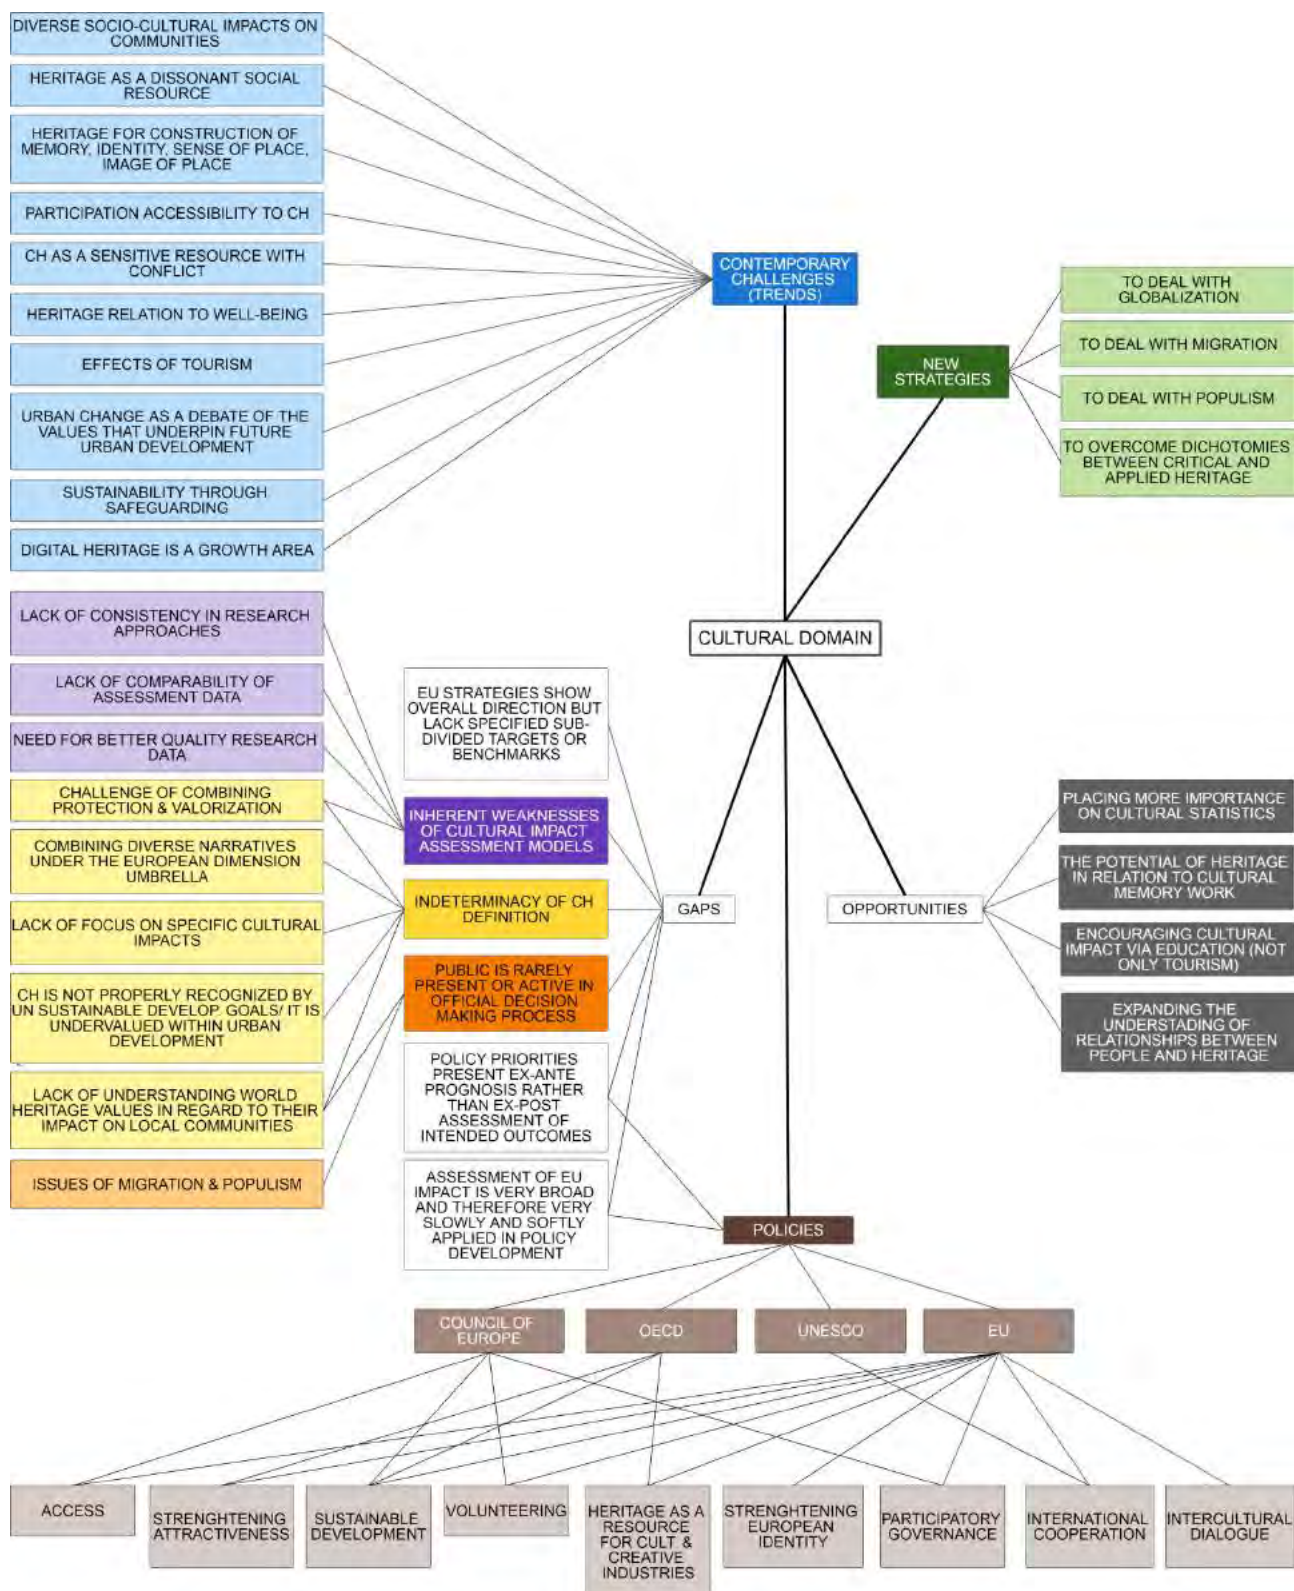 DIVERSE SOCIO-CULTURAL IMPACTS ON
COMMUNITIES
HERITAGE AS A DISSONANT SOCIAL
RESOURCE
HERITAGE FOR CONSTRUCTION OF
MEMORY, IDENTITY, SENSE OF PLACE,
IMAGE OF PLACE
PARTICIPATION ACCESSIBILITY TO CH
CH AS A SENSITIVE RESOURCE WITH
CONFLICT
HERITAGE RELATION TO WELL-BEING
EFFECTS OF TOURISM
URBAN CHANGE AS A DEBATE OF THE
VALUES THAT UNDERPIN FUTURE
URBAN DEVELOPMENT
SUSTAINABILITY THROUGH
SAFEGUARDING
DIGITAL HERITAGE IS A GROWTH AREA
CONTEMPORARY
CHALLENGES
(TRENDS)
NEW
STRATEGIES
TO DEAL WITH
GLOBALIZATION
TO DEAL WITH MIGRATION
TO DEAL WITH POPULISM
TO OVERCOME DICHOTOMIES
BETWEEN CRITICAL AND
APPLIED HERITAGE
CULTURAL DOMAIN
LACK OF CONSISTENCY IN RESEARCH
APPROACHES
LACK OF COMPARABILITY OF
ASSESSMENT DATA
NEED FOR BETTER QUALITY RESEARCH
DATA
CHALLENGE OF COMBINING
PROTECTION & VALORIZATION
COMBINING DIVERSE NARRATIVES
UNDER THE EUROPEAN DIMENSION
UMBRELLA
LACK OF FOCUS ON SPECIFIC CULTURAL
IMPACTS
CH IS NOT PROPERLY RECOGNIZED BY
UN SUSTAINABLE DEVELOP. GOALS/ IT IS
UNDERVALUED WITHIN URBAN
DEVELOPMENT
LACK OF UNDERSTANDING WORLD
HERITAGE VALUES IN REGARD TO THEIR
IMPACT ON LOCAL COMMUNITIES
ISSUES OF MIGRATION & POPULISM
EU STRATEGIES SHOW
OVERALL DIRECTION BUT
LACK SPECIFIED SUB-
DIVIDED TARGETS OR
BENCHMARKS
INHERENT WEAKNESSES
OF CULTURAL IMPACT
ASSESSMENT MODELS
INDETERMINACY OF CH
DEFINITION
PUBLIC IS RARELY
PRESENT OR ACTIVE IN
OFFICIAL DECISION
MAKING PROCESS
POLICY PRIORITIES
PRESENT EX-ANTE
PROGNOSIS RATHER
THAN EX-POST
ASSESSMENT OF
INTENDED OUTCOMES
ASSESSMENT OF EU
IMPACT IS VERY BROAD
AND THEREFORE VERY
SLOWLY AND SOFTLY
APPLIED IN POLICY
DEVELOPMENT
GAPS
OPPORTUNITIES
PLACING MORE IMPORTANCE
ON CULTURAL STATISTICS
THE POTENTIAL OF HERITAGE
IN RELATION TO CULTURAL
MEMORY WORK
ENCOURAGING CULTURAL
IMPACT VIA EDUCATION (NOT
ONLY TOURISM)
EXPANDING THE
UNDERSTADING OF
RELATIONSHIPS BETWEEN
PEOPLE AND HERITAGE
POLICIES
COUNCIL OF
EUROPE
OECD
UNESCO
EU
ACCESS
STRENGHTENING
ATTRACTIVENESS
SUSTAINABLE
DEVELOPMENT
VOLUNTEERING
HERITAGE AS A
RESOURCE
FOR CULT. &
CREATIVE
INDUSTRIES
STRENGHTENING
EUROPEAN
IDENTITY
PARTICIPATORY
GOVERNANCE
INTERNATIONAL
COOPERATION
INTERCULTURAL
DIALOGUE